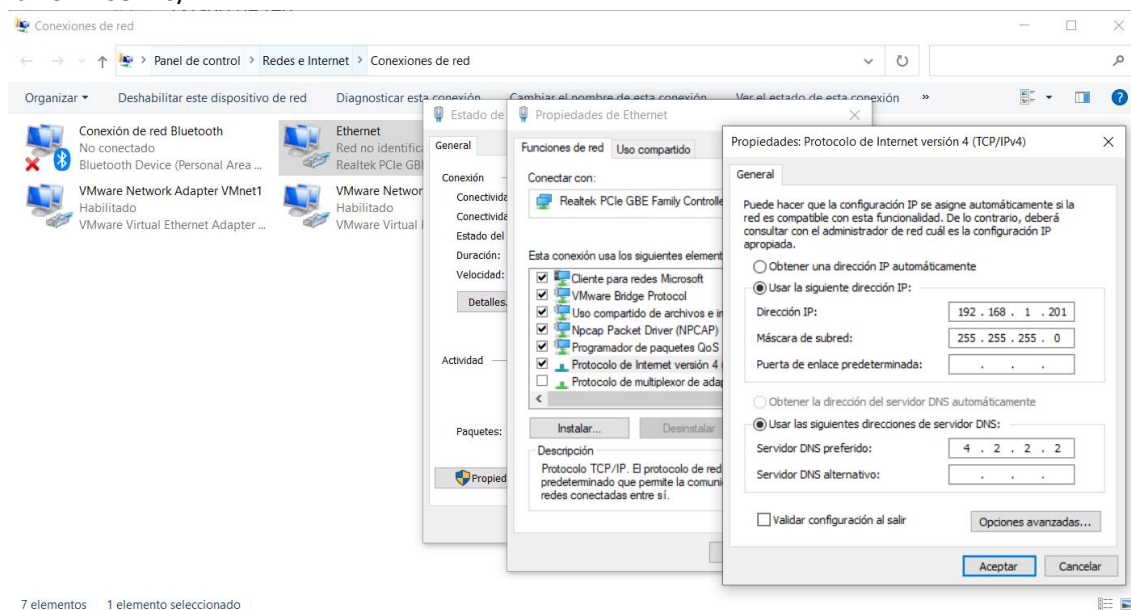 Conexiones de red
Panel de control > Redes e Internet > Conexiones de red
Organizar Deshabilitar este dispositivo de red Diagnosticar esta conexión Cambiar el nombre de esta conexión Ver el estado de esta conexión »
Conexión de red Bluetooth
No conectado
Bluetooth Device (Personal Area ...
Ethernet
Red no identific
Realtek PCIe GB
VMware Network Adapter VMnet1
Habilitado
VMware Virtual Ethernet Adapter ...
VMware Networ
Habilitado
VMware Virtual
Estado de
General
Conexión
Conectivida
Conectivida
Estado del
Duración:
Velocidad:
Detalles.
Actividad
Paquetes:
Propied
Propiedades de Ethernet
Funciones de red Uso compartido
Conectar con:
Realtek PCIe GBE Family Controlle
Esta conexión usa los siguientes element
Cliente para redes Microsoft
VMware Bridge Protocol
Uso compartido de archivos e in
Npcap Packet Driver (NPCAP)
Programador de paquetes QoS
Protocolo de Internet versión 4 (
Protocolo de multiplexor de adap
Instalar... Desinstalar
Descripción
Protocolo TCP/IP. El protocolo de red
predeterminado que permite la comuni
redes conectadas entre sí.
Propiedades: Protocolo de Internet versión 4 (TCP/IPv4)
General
Puede hacer que la configuración IP se asigne automáticamente si la
red es compatible con esta funcionalidad. De lo contrario, deberá
consultar con el administrador de red cuál es la configuración IP
apropiada.
Obtener una dirección IP automáticamente
Usar la siguiente dirección IP:
Dirección IP: 192 . 168 . 1 . 201
Máscara de subred: 255 . 255 . 255 . 0
Puerta de enlace predeterminada: . . .
Obtener la dirección del servidor DNS automáticamente
Usar las siguientes direcciones de servidor DNS:
Servidor DNS preferido: 4 . 2 . 2 . 2
Servidor DNS alternativo: . . .
Validar configuración al salir
Opciones avanzadas...
Aceptar Cancelar
7 elementos 1 elemento seleccionado